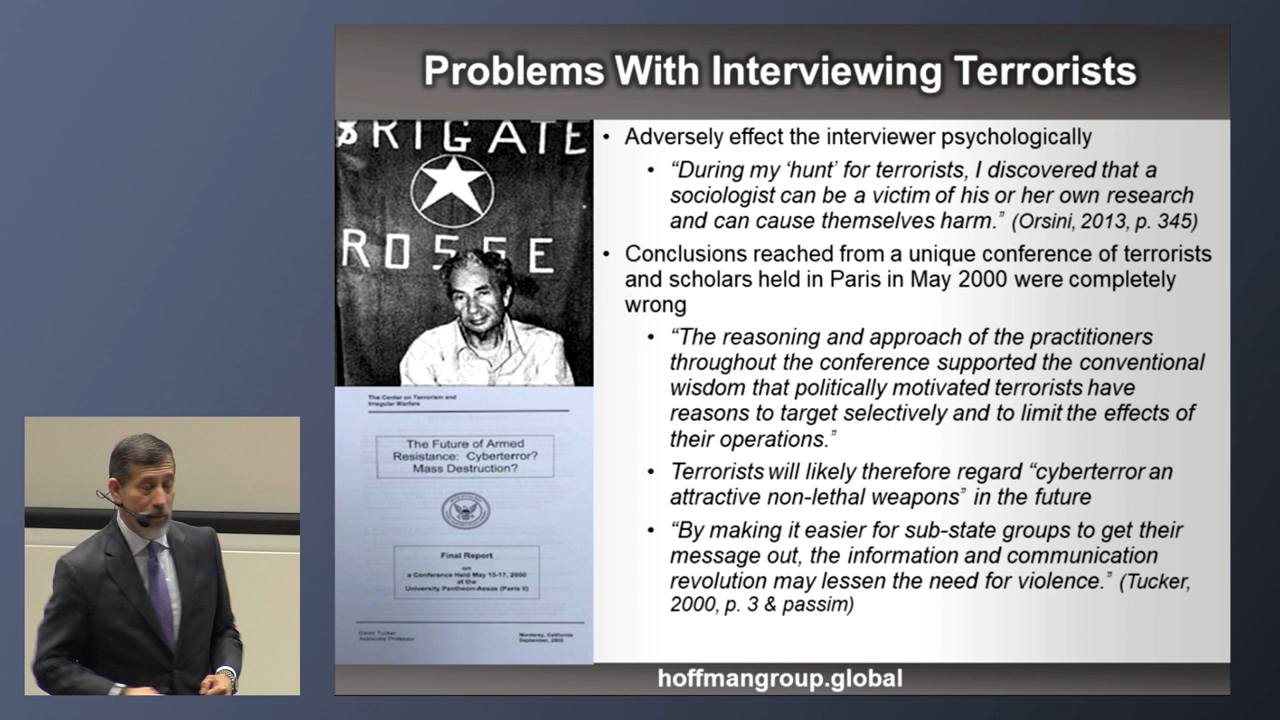 Problems With Interviewing Terrorists
BRIGATE
ROSSE
The Center on Terrorism and
Irregular Warfare
The Future of Armed
Resistance: Cyberterror?
Mass Destruction?
Final Report
on
a Conference Held May 15-17, 2000
at the
University Pantheon-Assas (Paris II)
David Tucker
Associate Professor
Monterey, California
September, 2000
• Adversely effect the interviewer psychologically
• “During my ‘hunt’ for terrorists, I discovered that a
sociologist can be a victim of his or her own research
and can cause themselves harm.” (Orsini, 2013, p. 345)
• Conclusions reached from a unique conference of terrorists
and scholars held in Paris in May 2000 were completely
wrong
• “The reasoning and approach of the practitioners
throughout the conference supported the conventional
wisdom that politically motivated terrorists have
reasons to target selectively and to limit the effects of
their operations.”
• Terrorists will likely therefore regard “cyberterror an
attractive non-lethal weapons” in the future
• “By making it easier for sub-state groups to get their
message out, the information and communication
revolution may lessen the need for violence.” (Tucker,
2000, p. 3 & passim)
hoffmangroup.global